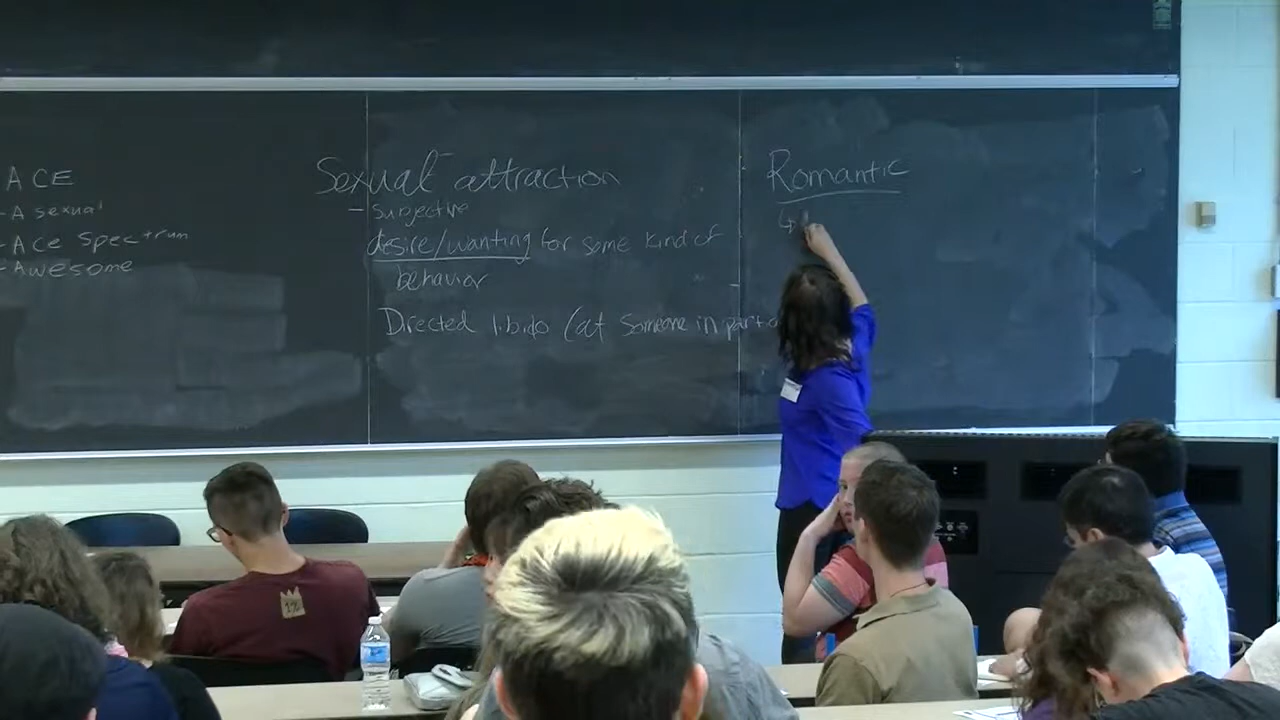 ACE
- Asexual
- Ace Spectrum
- Awesome
Sexual attraction
- Subjective
desire/wanting for some kind of
behavior
Directed libido (at someone in
Romantic